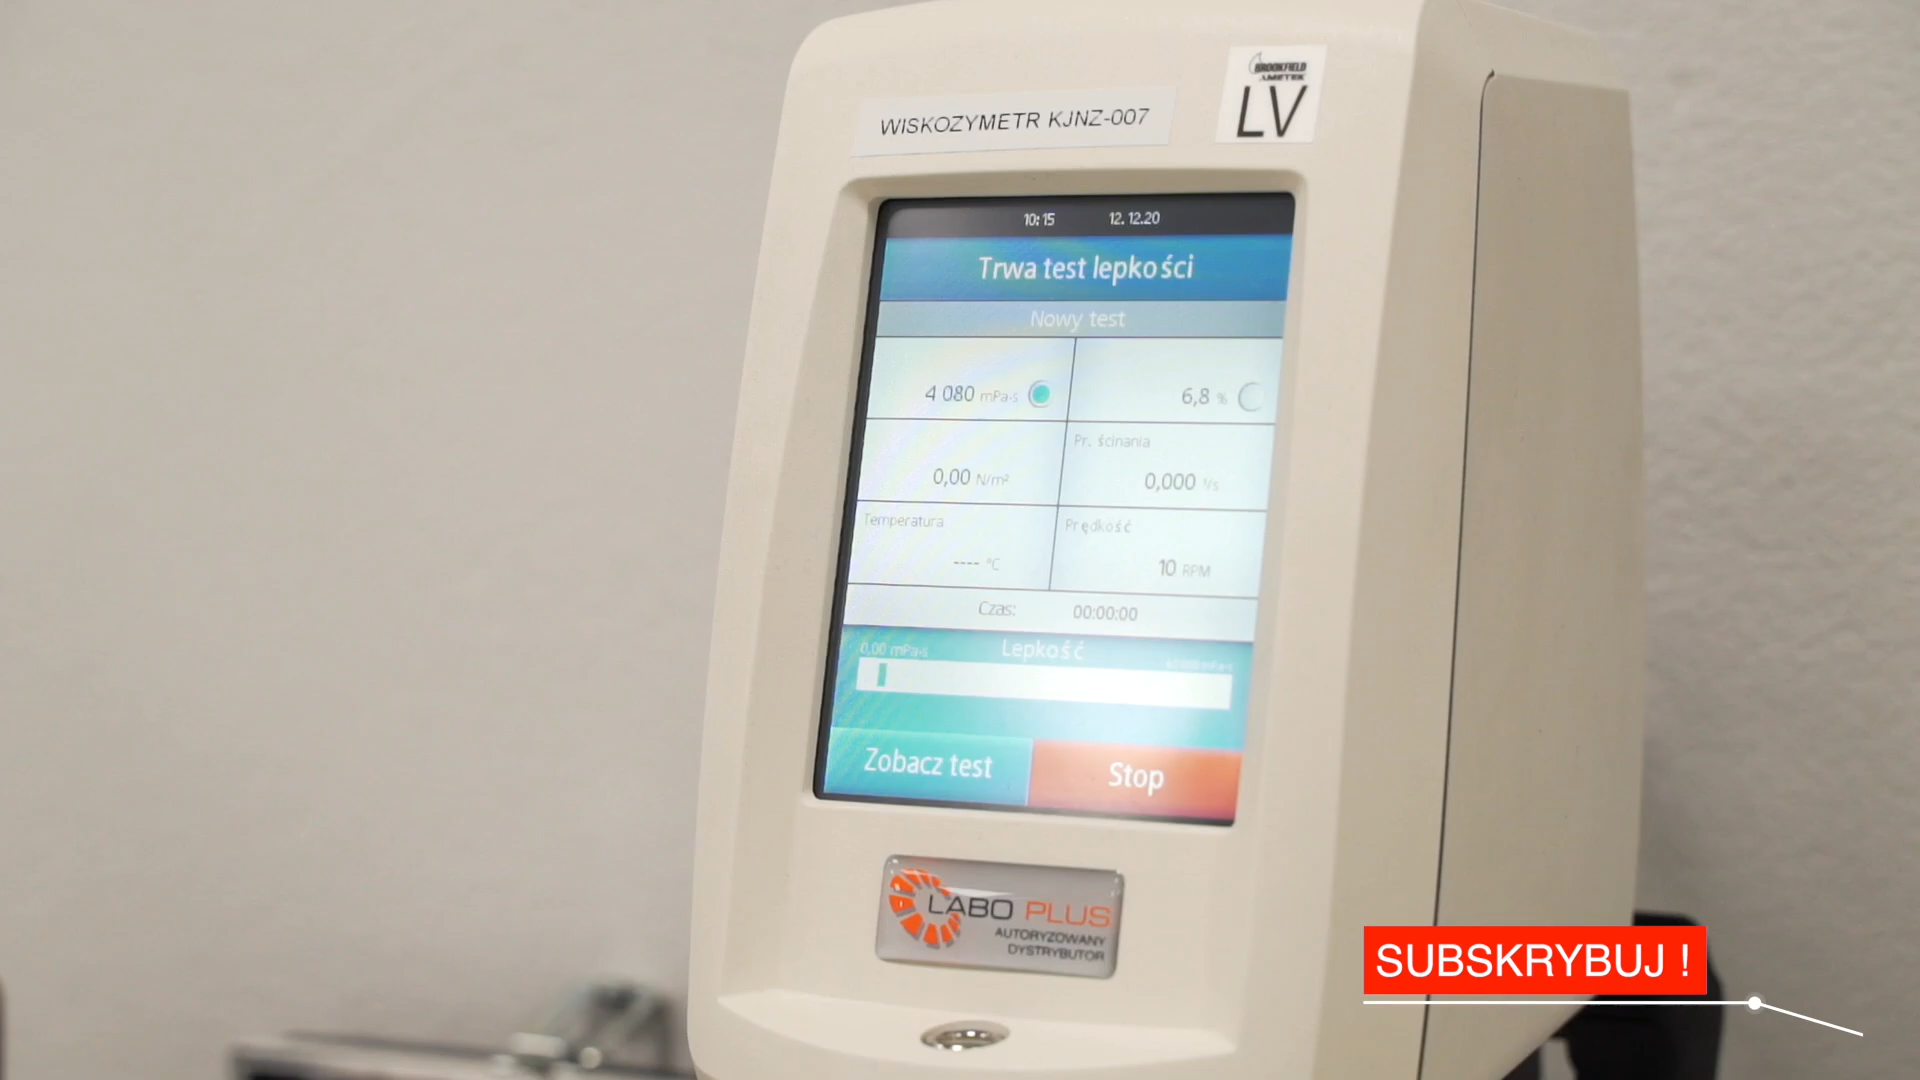 BROOKFIELD
AMETEK
LV
WISKOZYMETR KJNZ-007
10:15 12.12.20
Trwa test lepkości
Nowy test
4 080 mPa·s 6,8 %
Pr. ścinania
0,00 N/m² 0,000 ¹/s
Temperatura Prędkość
---- °C 10 RPM
Czas: 00:00:00
Lepkość
0,00 mPa·s
Zobacz test Stop
LABO PLUS
AUTORYZOWANY
DYSTRYBUTOR
SUBSKRYBUJ !